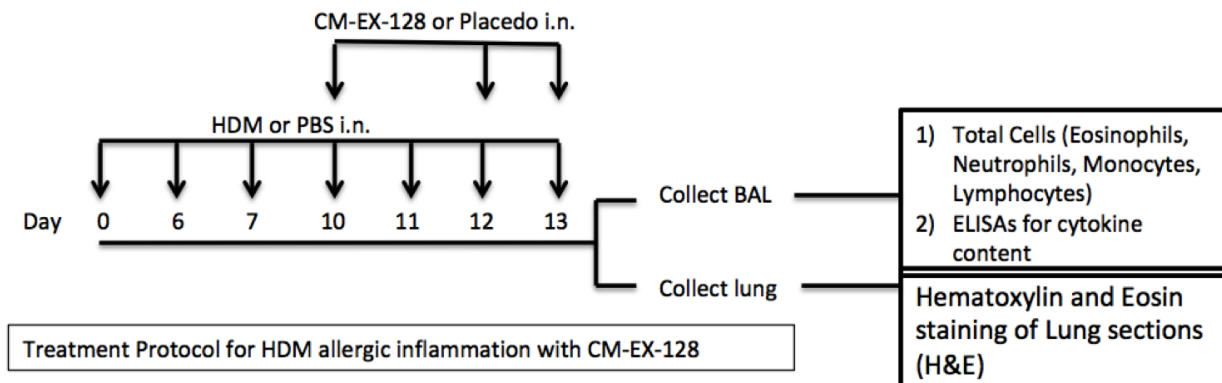 CM-EX-128 or Placedo i.n.
HDM or PBS i.n.
Day 0 6 7 10 11 12 13
Collect BAL
Collect lung
1) Total Cells (Eosinophils,
Neutrophils, Monocytes,
Lymphocytes)
2) ELISAs for cytokine
content
Hematoxylin and Eosin
staining of Lung sections
(H&E)
Treatment Protocol for HDM allergic inflammation with CM-EX-128